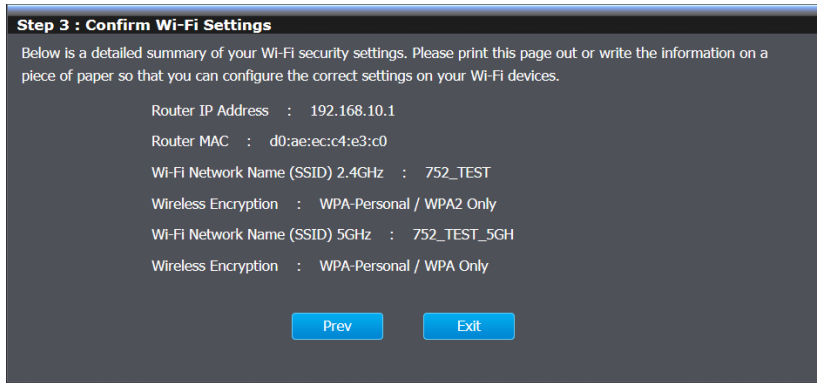 Step 3 : Confirm Wi-Fi Settings
Below is a detailed summary of your Wi-Fi security settings. Please print this page out or write the information on a
piece of paper so that you can configure the correct settings on your Wi-Fi devices.
Router IP Address : 192.168.10.1
Router MAC : d0:ae:ec:c4:e3:c0
Wi-Fi Network Name (SSID) 2.4GHz : 752_TEST
Wireless Encryption : WPA-Personal / WPA2 Only
Wi-Fi Network Name (SSID) 5GHz : 752_TEST_5GH
Wireless Encryption : WPA-Personal / WPA Only
Prev Exit